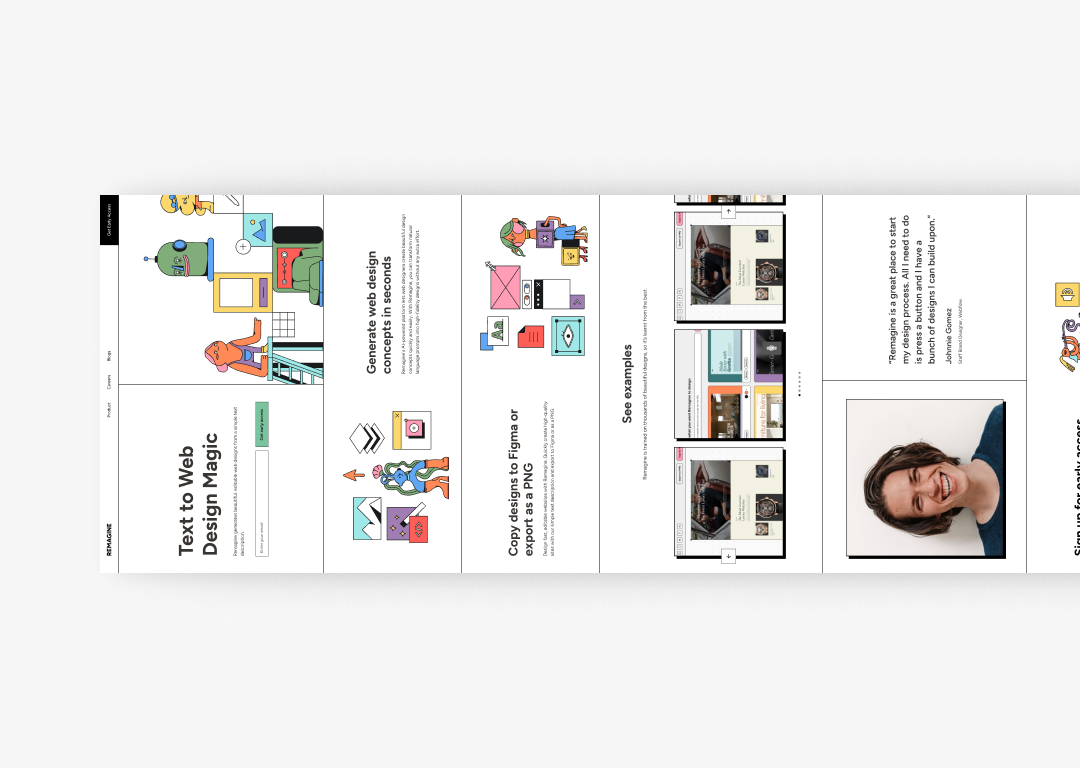 REMAGINE
Product
Careers
Blogs
Get Early Access
Text to Web
Design Magic
Remagine generates beautiful, editable web designs from a simple text
description.
Enter your email
Get early access
Generate web design
concepts in seconds
Remagine's AI-powered platform lets web designers create beautiful design
concepts quickly and easily. With Remagine, you can transform natural
language prompts into high-fidelity designs without any extra effort.
Copy designs to Figma or
export as a PNG
Design fast, editable websites with Remagine. Quickly create high-quality
sites with our simple text description and export to Figma or as a PNG.
Aa
See examples
Remagine is trained on thousands of beautiful designs, so it's learnt from the best.
"Remagine is a great place to start
my design process. All I need to do
is press a button and I have a
bunch of designs I can build upon."
Johnnie Gomez
Staff Brand Designer, Webflow
Sign up for early access